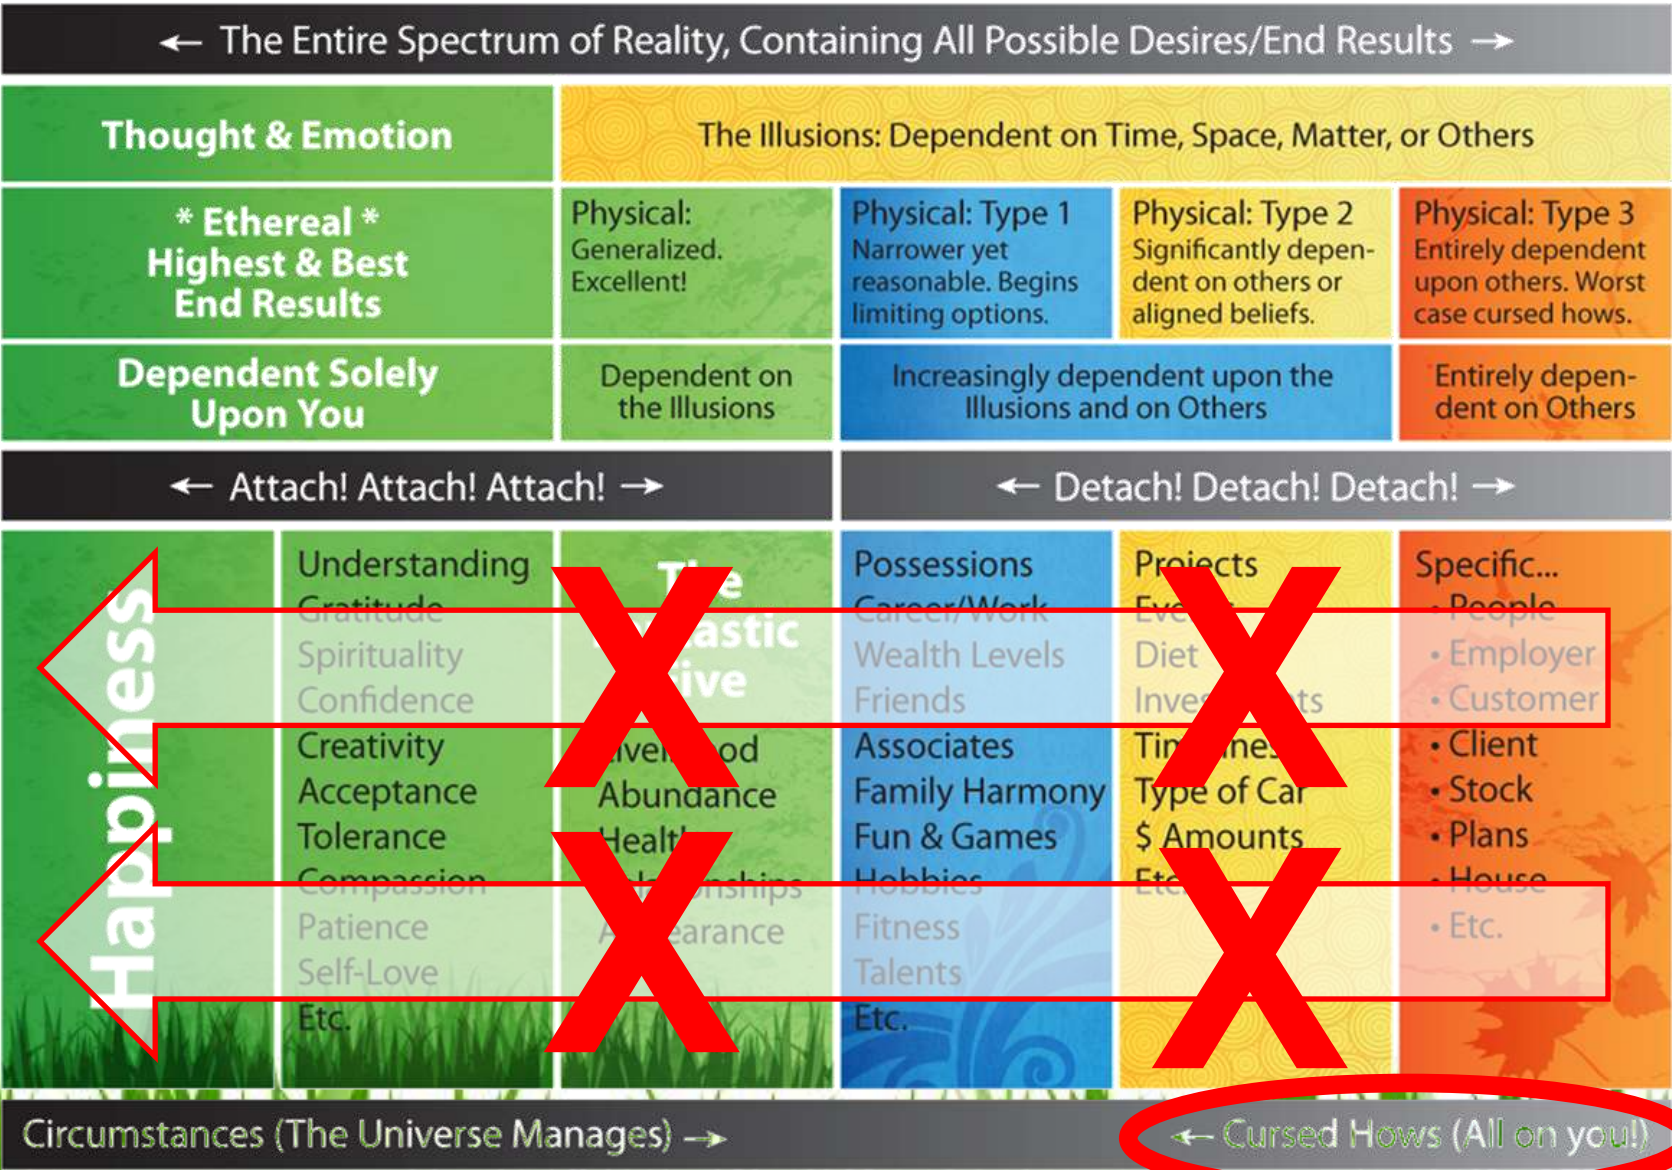 ← The Entire Spectrum of Reality, Containing All Possible Desires/End Results →
Thought & Emotion
The Illusions: Dependent on Time, Space, Matter, or Others
* Ethereal *
Highest & Best
End Results
Physical:
Generalized.
Excellent!
Physical: Type 1
Narrower yet
reasonable. Begins
limiting options.
Physical: Type 2
Significantly depen-
dent on others or
aligned beliefs.
Physical: Type 3
Entirely dependent
upon others. Worst
case cursed hows.
Dependent Solely
Upon You
Dependent on
the Illusions
Increasingly dependent upon the
Illusions and on Others
Entirely depen-
dent on Others
← Attach! Attach! Attach! →
← Detach! Detach! Detach! →
Happiness
Understanding
Gratitude
Spirituality
Confidence
Creativity
Acceptance
Tolerance
Compassion
Patience
Self-Love
Etc.
The
Five
Abundance
Health
X
X
Possessions
Career/Work
Wealth Levels
Friends
Associates
Family Harmony
Fun & Games
Hobbies
Fitness
Talents
Etc.
Projects
Diet
Type of Car
$ Amounts
Etc.
X
X
Specific...
• People
• Employer
• Customer
• Client
• Stock
• Plans
• House
• Etc.
Circumstances (The Universe Manages) →
← Cursed Hows (All on you!)